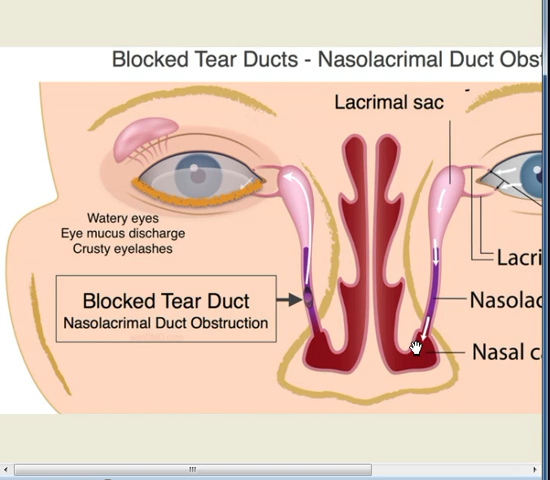 Blocked Tear Ducts - Nasolacrimal Duct Obst
Lacrimal sac
Watery eyes
Eye mucus discharge
Crusty eyelashes
Lacri
Blocked Tear Duct
Nasolacrimal Duct Obstruction
Nasolac
Nasal c